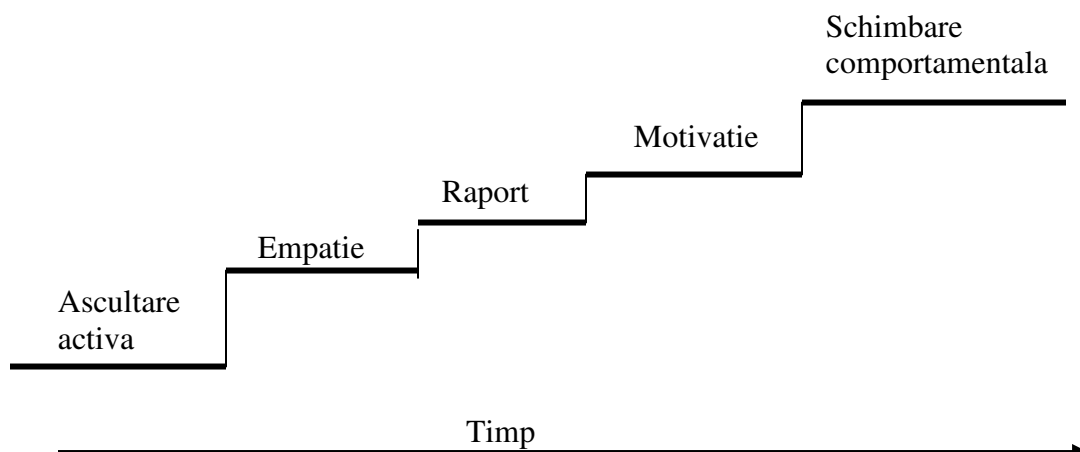 Schimbare
comportamentala
Motivatie
Raport
Empatie
Ascultare
activa
Timp